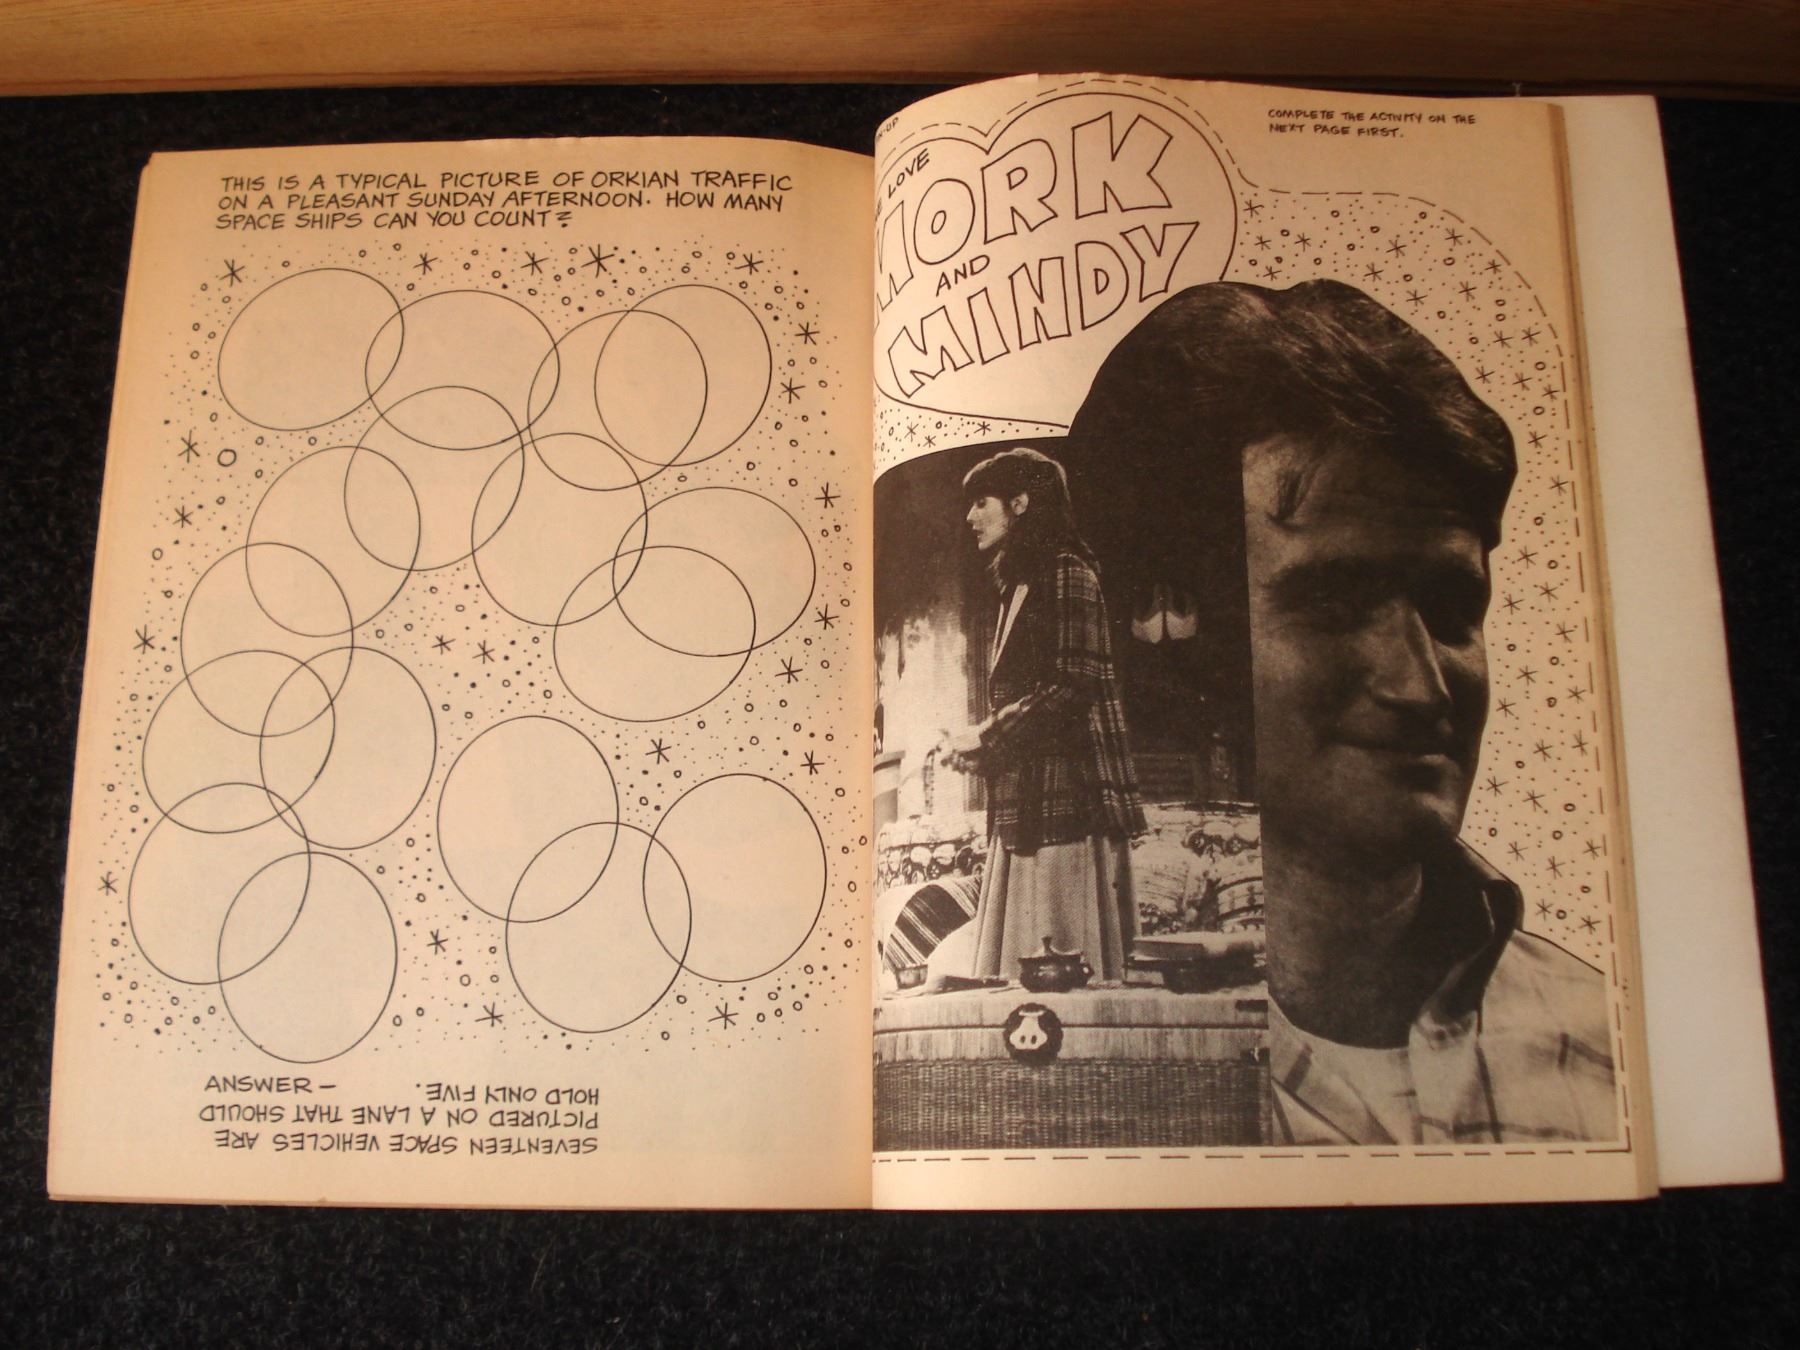 THIS IS A TYPICAL PICTURE OF ORKIAN TRAFFIC
ON A PLEASANT SUNDAY AFTERNOON. HOW MANY
SPACE SHIPS CAN YOU COUNT?
ANSWER —
SEVENTEEN SPACE VEHICLES ARE
PICTURED ON A LANE THAT SHOULD
HOLD ONLY FIVE.
LOVE
MORK
AND
MINDY
COMPLETE THE ACTIVITY ON THE
NEXT PAGE FIRST.